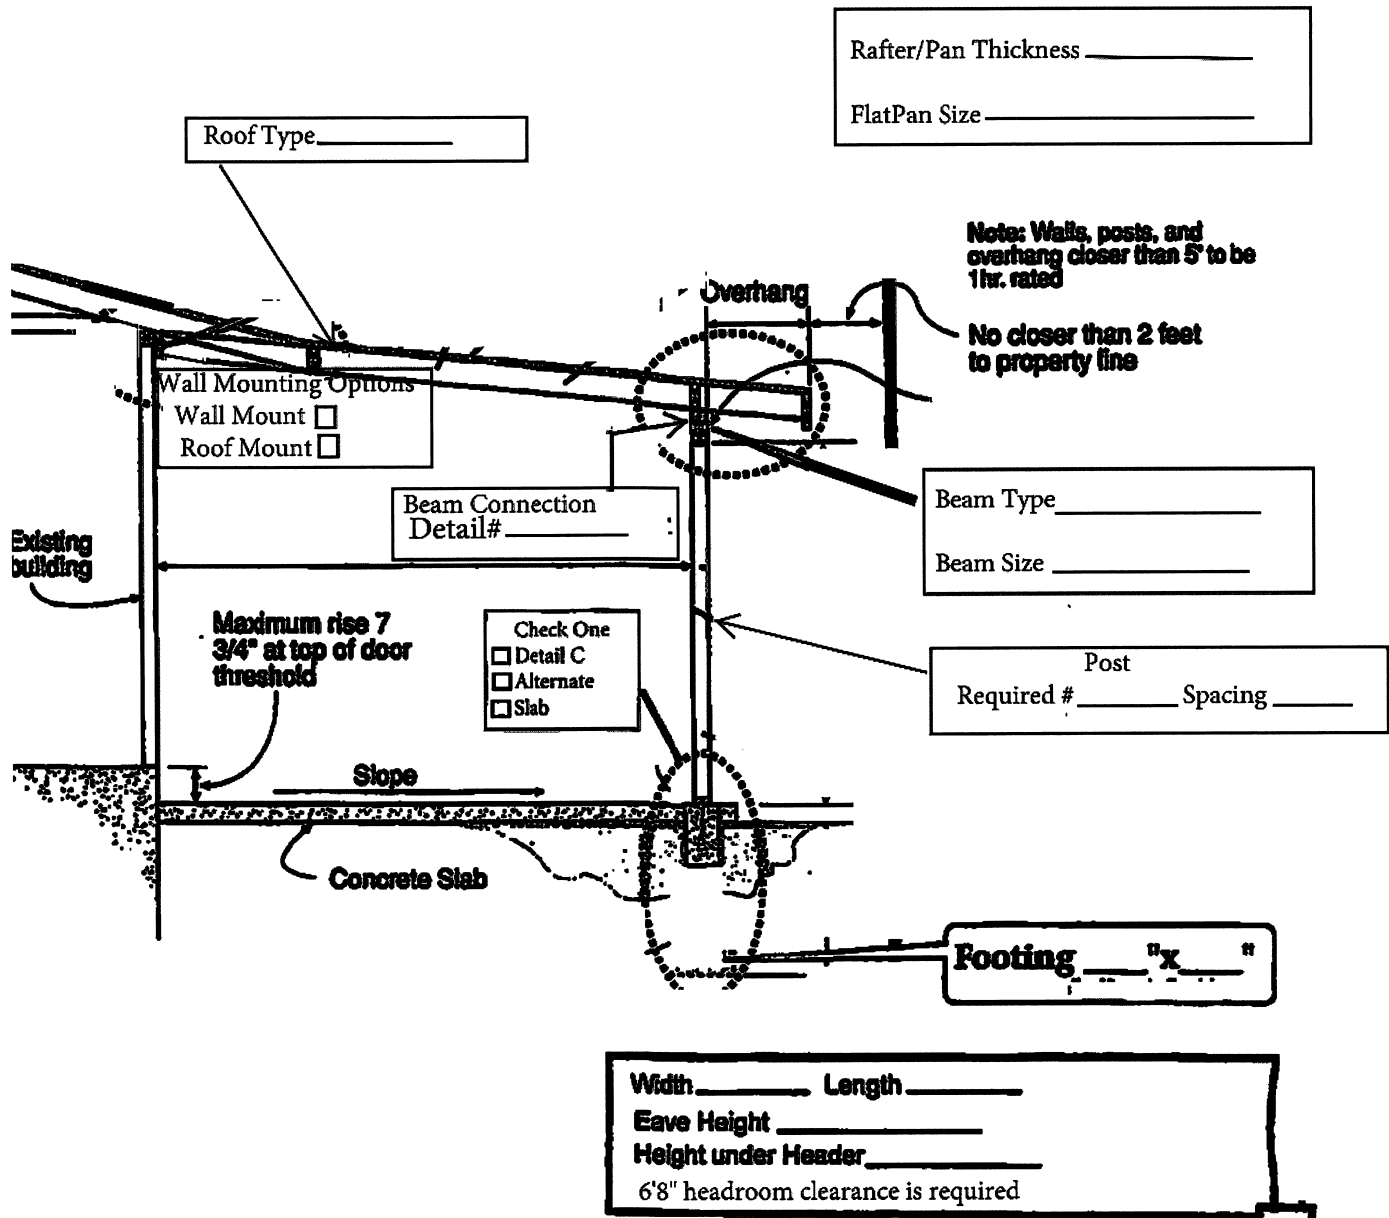 Rafter/Pan Thickness
FlatPan Size
Roof Type
Note: Walls, posts, and
overhang closer than 5' to be
1hr. rated
Overhang
No closer than 2 feet
to property line
Wall Mounting Options
Wall Mount
Roof Mount
Beam Connection
Detail#
Beam Type
Beam Size
Existing
building
Maximum rise 7
3/4" at top of door
threshold
Check One
Detail C
Alternate
Slab
Post
Required # Spacing
Slope
Concrete Slab
Footing "x "
Width Length
Eave Height
Height under Header
6'8" headroom clearance is required